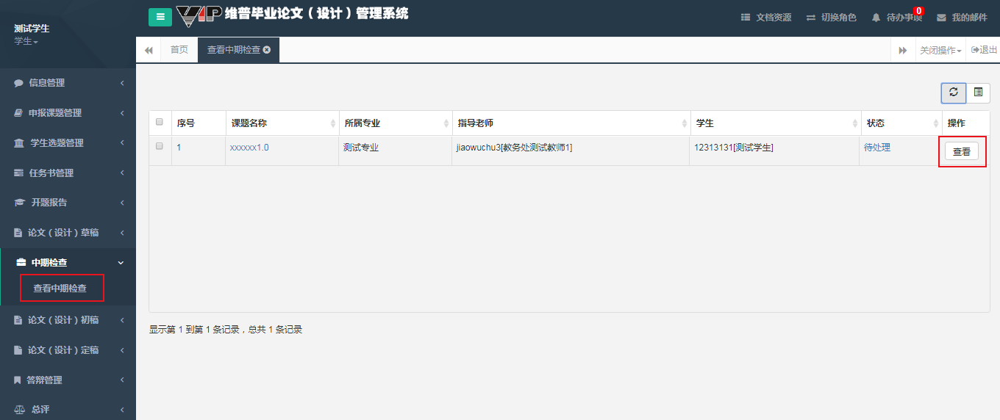 VIP 维普毕业论文（设计）管理系统
文档资源 切换角色 待办事项 0 我的邮件
测试学生
学生
首页 查看中期检查 关闭操作 退出
信息管理
申报课题管理
学生选题管理
任务书管理
开题报告
论文（设计）草稿
中期检查
查看中期检查
论文（设计）初稿
论文（设计）定稿
答辩管理
总评
序号 课题名称 所属专业 指导老师 学生 状态 操作
1 xxxxxx1.0 测试专业 jiaowuchu3[教务处测试教师1] 12313131[测试学生] 待处理 查看
显示第 1 到第 1 条记录，总共 1 条记录